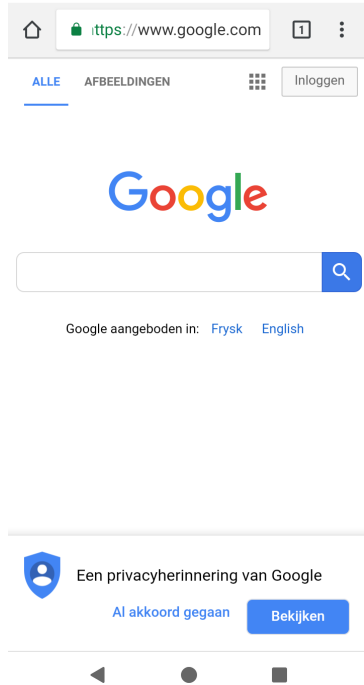 ttps://www.google.com 1
ALLE AFBEELDINGEN Inloggen
Google
Google aangeboden in: Frysk English
Een privacyherinnering van Google
Al akkoord gegaan Bekijken